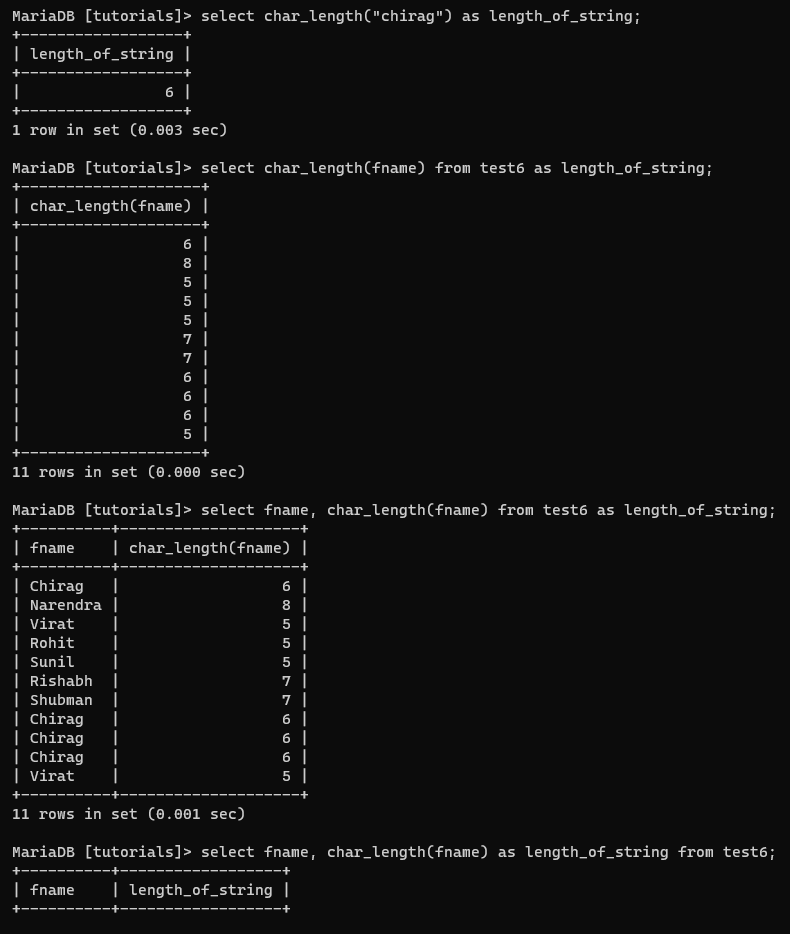 MariaDB [tutorials]> select char_length("chirag") as length_of_string;
+------------------+
| length_of_string |
+------------------+
|                6 |
+------------------+
1 row in set (0.003 sec)

MariaDB [tutorials]> select char_length(fname) from test6 as length_of_string;
+--------------------+
| char_length(fname) |
+--------------------+
|                  6 |
|                  8 |
|                  5 |
|                  5 |
|                  5 |
|                  7 |
|                  7 |
|                  6 |
|                  6 |
|                  6 |
|                  5 |
+--------------------+
11 rows in set (0.000 sec)

MariaDB [tutorials]> select fname, char_length(fname) from test6 as length_of_string;
+----------+--------------------+
| fname    | char_length(fname) |
+----------+--------------------+
| Chirag   |                  6 |
| Narendra |                  8 |
| Virat    |                  5 |
| Rohit    |                  5 |
| Sunil    |                  5 |
| Rishabh  |                  7 |
| Shubman  |                  7 |
| Chirag   |                  6 |
| Chirag   |                  6 |
| Chirag   |                  6 |
| Virat    |                  5 |
+----------+--------------------+
11 rows in set (0.001 sec)

MariaDB [tutorials]> select fname, char_length(fname) as length_of_string from test6;
+----------+------------------+
| fname    | length_of_string |
+----------+------------------+